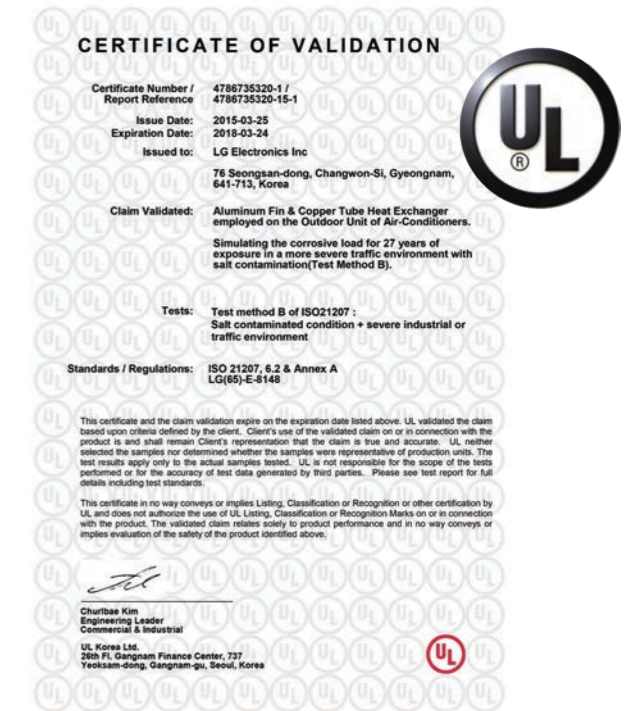 CERTIFICATE OF VALIDATION
Certificate Number / 4786735320-1 /
Report Reference 4786735320-15-1
Issue Date: 2015-03-25
Expiration Date: 2018-03-24
Issued to: LG Electronics Inc
76 Seongsan-dong, Changwon-Si, Gyeongnam,
641-713, Korea
Claim Validated: Aluminum Fin & Copper Tube Heat Exchanger
employed on the Outdoor Unit of Air-Conditioners.
Simulating the corrosive load for 27 years of
exposure in a more severe traffic environment with
salt contamination(Test Method B).
Tests: Test method B of ISO21207 :
Salt contaminated condition + severe industrial or
traffic environment
Standards / Regulations: ISO 21207, 6.2 & Annex A
LG(65)-E-8148
This certificate and the claim validation expire on the expiration date listed above. UL validated the claim
based upon criteria defined by the client. Client's use of the validated claim on or in connection with the
product is and shall remain Client's representation that the claim is true and accurate. UL neither
selected the samples nor determined whether the samples were representative of production units. The
test results apply only to the actual samples tested. UL is not responsible for the scope of the tests
performed or for the accuracy of test data generated by third parties. Please see test report for full
details including test standards.
This certificate in no way conveys or implies Listing, Classification or Recognition or other certification by
UL and does not authorize the use of UL Listing, Classification or Recognition Marks on or in connection
with the product. The validated claim relates solely to product performance and in no way conveys or
implies evaluation of the safety of the product identified above.
Churlbae Kim
Engineering Leader
Commercial & Industrial
UL Korea Ltd.
26th Fl. Gangnam Finance Center, 737
Yeoksam-dong, Gangnam-gu, Seoul, Korea
UL
UL
®